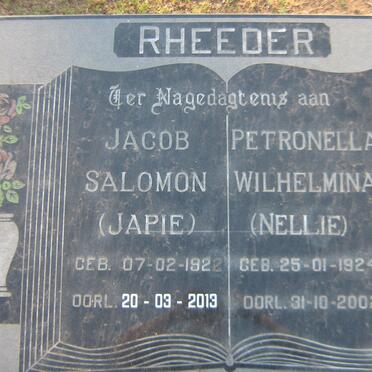 RHEEDER
Ter Nagedagtenis aan
JACOB
SALOMON
(JAPIE)
GEB. 07-02-1922
OORL. 20-03-2013
PETRONELLA
WILHELMINA
(NELLIE)
GEB. 25-01-1924
OORL. 31-10-2002